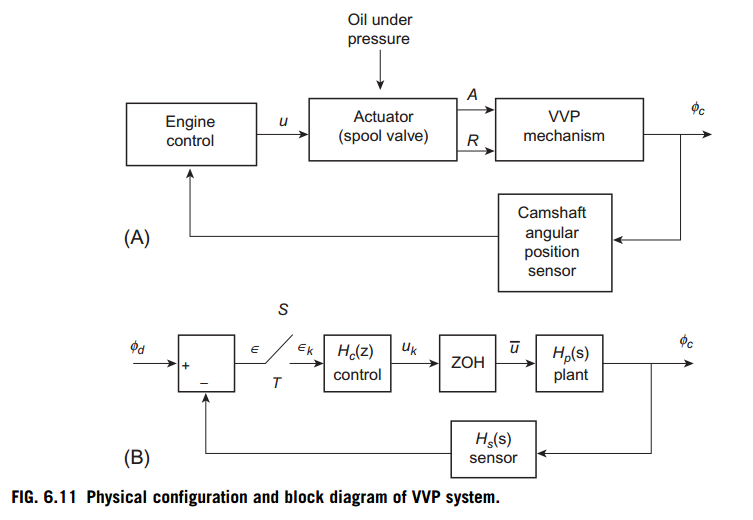 Oil under
pressure
Engine
control
u
Actuator
(spool valve)
A
R
VVP
mechanism
ϕc
Camshaft
angular
position
sensor
(A)
ϕd
+
−
ϵ
S
T
ϵk
Hc(z)
control
uk
ZOH
u̅
Hp(s)
plant
ϕc
Hs(s)
sensor
(B)
FIG. 6.11 Physical configuration and block diagram of VVP system.